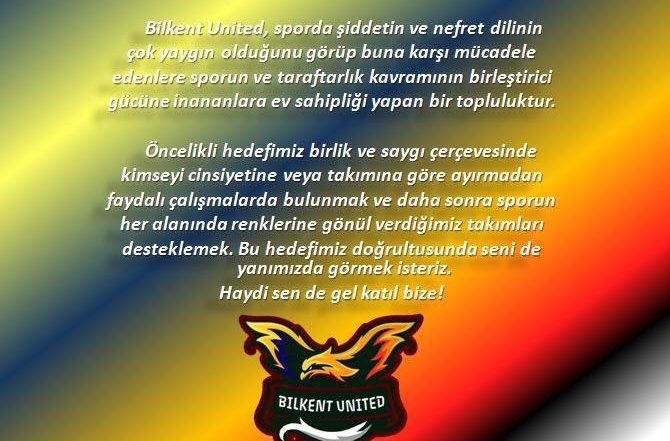 Bilkent United, sporda şiddetin ve nefret dilinin
çok yaygın olduğunu görüp buna karşı mücadele
edenlere sporun ve taraftarlık kavramının birleştirici
gücüne inananlara ev sahipliği yapan bir topluluktur.
Öncelikli hedefimiz birlik ve saygı çerçevesinde
kimseyi cinsiyetine veya takımına göre ayırmadan
faydalı çalışmalarda bulunmak ve daha sonra sporun
her alanında renklerine gönül verdiğimiz takımları
desteklemek. Bu hedefimiz doğrultusunda seni de
yanımızda görmek isteriz.
Haydi sen de gel katıl bize!
BILKENT UNITED